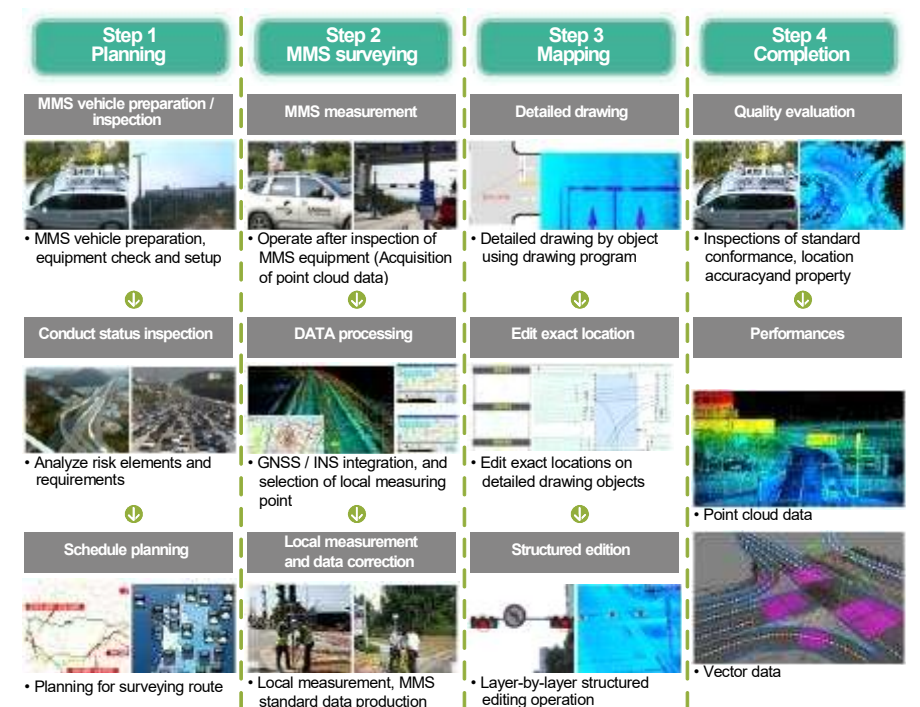 Step 1
Planning
MMS vehicle preparation /
inspection
• MMS vehicle preparation,
equipment check and setup
Conduct status inspection
• Analyze risk elements and
requirements
Schedule planning
• Planning for surveying route
Step 2
MMS surveying
MMS measurement
• Operate after inspection of
MMS equipment (Acquisition
of point cloud data)
DATA processing
• GNSS / INS integration, and
selection of local measuring
point
Local measurement
and data correction
• Local measurement, MMS
standard data production
Step 3
Mapping
Detailed drawing
• Detailed drawing by object
using drawing program
Edit exact location
• Edit exact locations on
detailed drawing objects
Structured edition
• Layer-by-layer structured
editing operation
Step 4
Completion
Quality evaluation
• Inspections of standard
conformance, location
accuracyand property
Performances
• Point cloud data
• Vector data